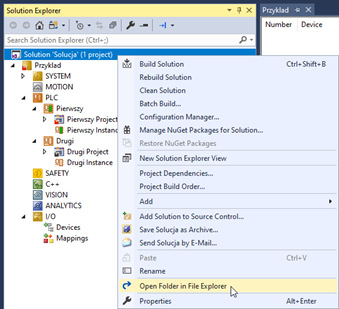 Solution Explorer
Search Solution Explorer (Ctrl+;)
Solution 'Solucja' (1 project)
Przyklad
SYSTEM
MOTION
PLC
Pierwszy
Pierwszy Project
Pierwszy Instance
Drugi
Drugi Project
Drugi Instance
SAFETY
C++
VISION
ANALYTICS
I/O
Devices
Mappings
Build Solution Ctrl+Shift+B
Rebuild Solution
Clean Solution
Batch Build...
Configuration Manager...
Manage NuGet Packages for Solution...
Restore NuGet Packages
New Solution Explorer View
Project Dependencies...
Project Build Order...
Add
Add Solution to Source Control...
Save Solucja as Archive...
Send Solucja by E-Mail...
Paste Ctrl+V
Rename
Open Folder in File Explorer
Properties Alt+Enter
Przyklad
Number Device